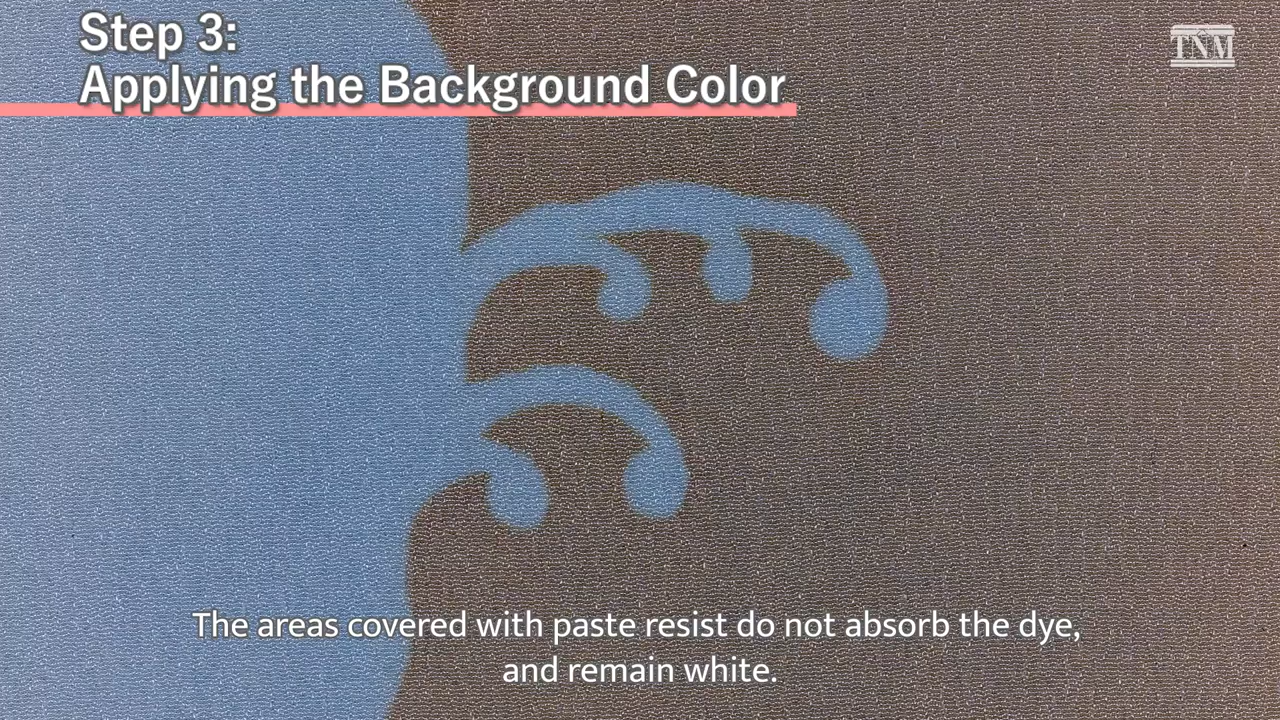 Step 3:
Applying the Background Color
TNM
The areas covered with paste resist do not absorb the dye,
and remain white.